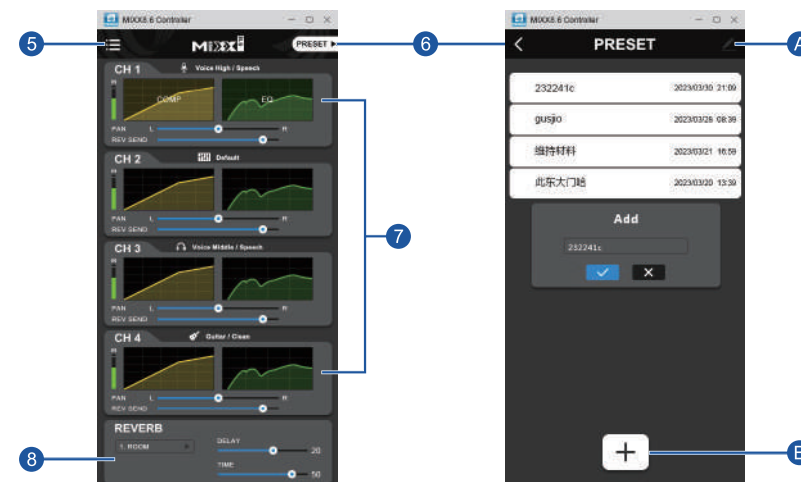 MIXX8.6 Controller
5
MIXXX
PRESET
6
CH 1
Voice High / Speech
COMP
EQ
PAN L R
REV SEND
CH 2
Default
PAN L R
REV SEND
7
CH 3
Voice Middle / Speech
PAN L R
REV SEND
CH 4
Guitar / Clean
PAN L R
REV SEND
REVERB
8
1. ROOM
DELAY
20
TIME
50
MIXX8.6 Controller
PRESET
A
232241c 2023/03/30 21:09
gusjio 2023/03/28 08:39
维持材料 2023/03/21 16:59
此东大门哈 2023/03/20 13:39
Add
232241c
B